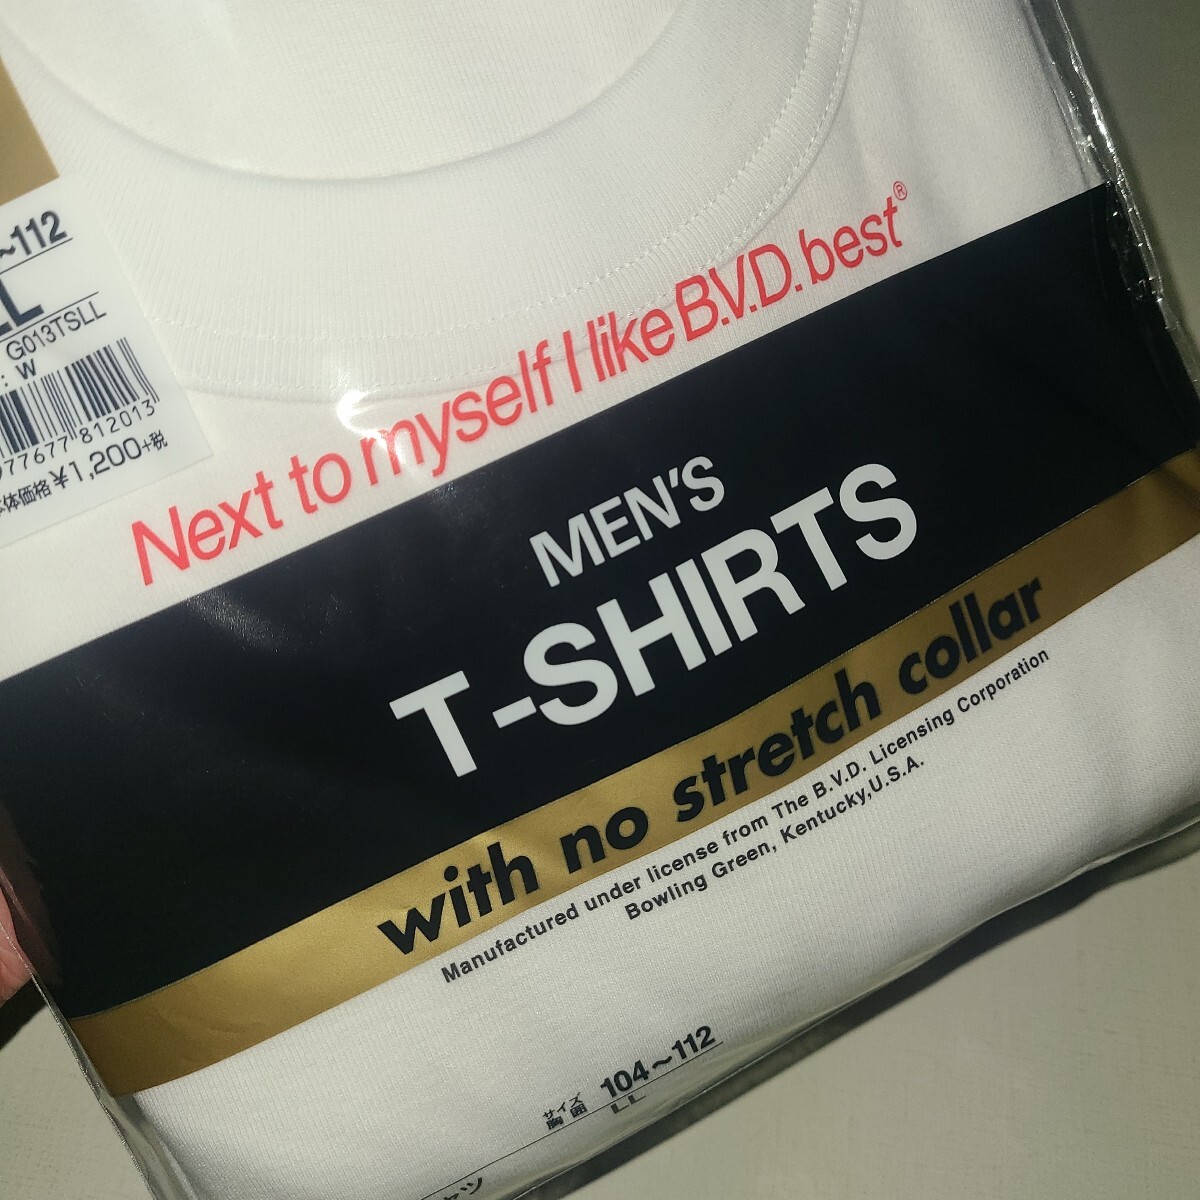 ~112
LL
G013TSLL
: W
977677 812013
本体価格¥1,200+税
Next to myself I like B.V.D. best®
MEN'S
T-SHIRTS
with no stretch collar
Manufactured under license from The B.V.D. Licensing Corporation
Bowling Green, Kentucky,U.S.A.
サイズ
胸囲 104~112
LL